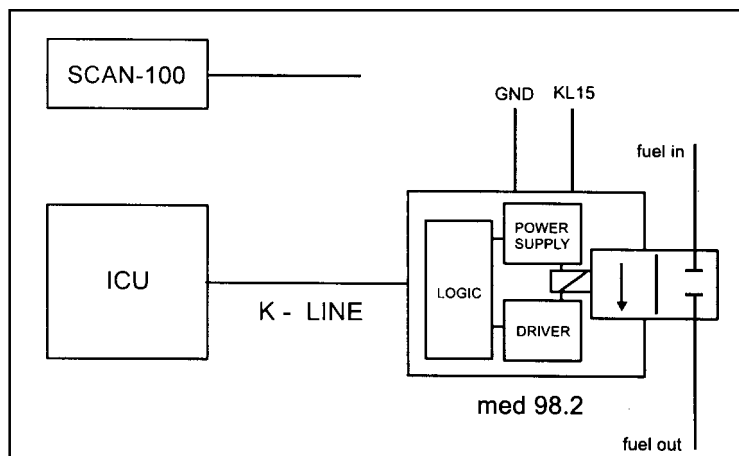 SCAN-100
GND KL15
fuel in
POWER
SUPPLY
ICU
LOGIC
K - LINE
DRIVER
med 98.2
fuel out